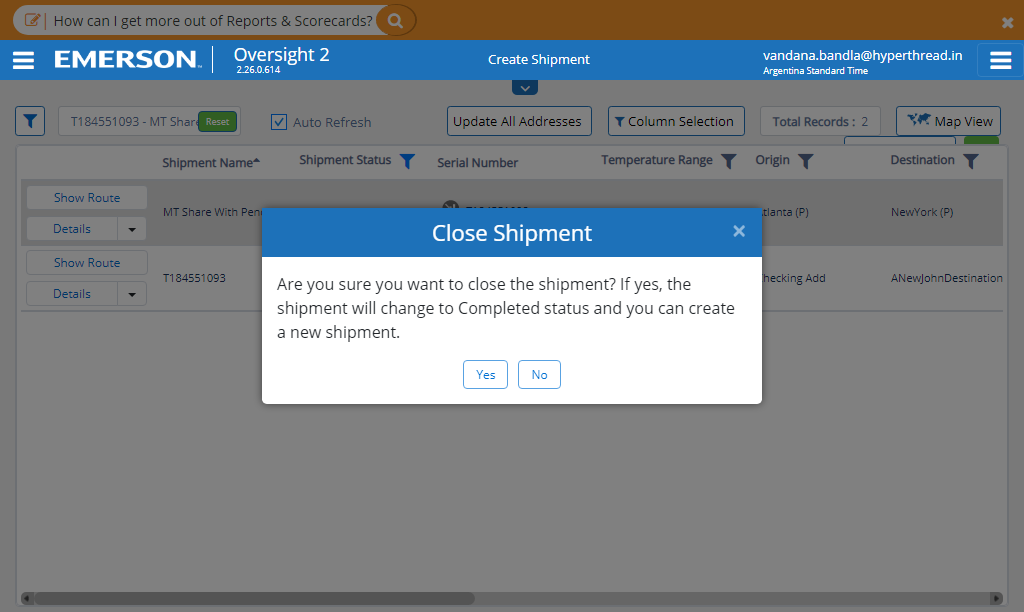 How can I get more out of Reports & Scorecards?
EMERSON
Oversight 2
2.26.0.614
Create Shipment
vandana.bandla@hyperthread.in
Argentina Standard Time
T184551093 - MT Shar
Reset
Auto Refresh
Update All Addresses
Column Selection
Total Records : 2
Map View
Shipment Name
Shipment Status
Serial Number
Temperature Range
Origin
Destination
Show Route
Details
MT Share With Pen
Atlanta (P)
NewYork (P)
Show Route
Details
T184551093
hecking Add
ANewJohnDestination
Close Shipment
Are you sure you want to close the shipment? If yes, the
shipment will change to Completed status and you can create
a new shipment.
Yes
No